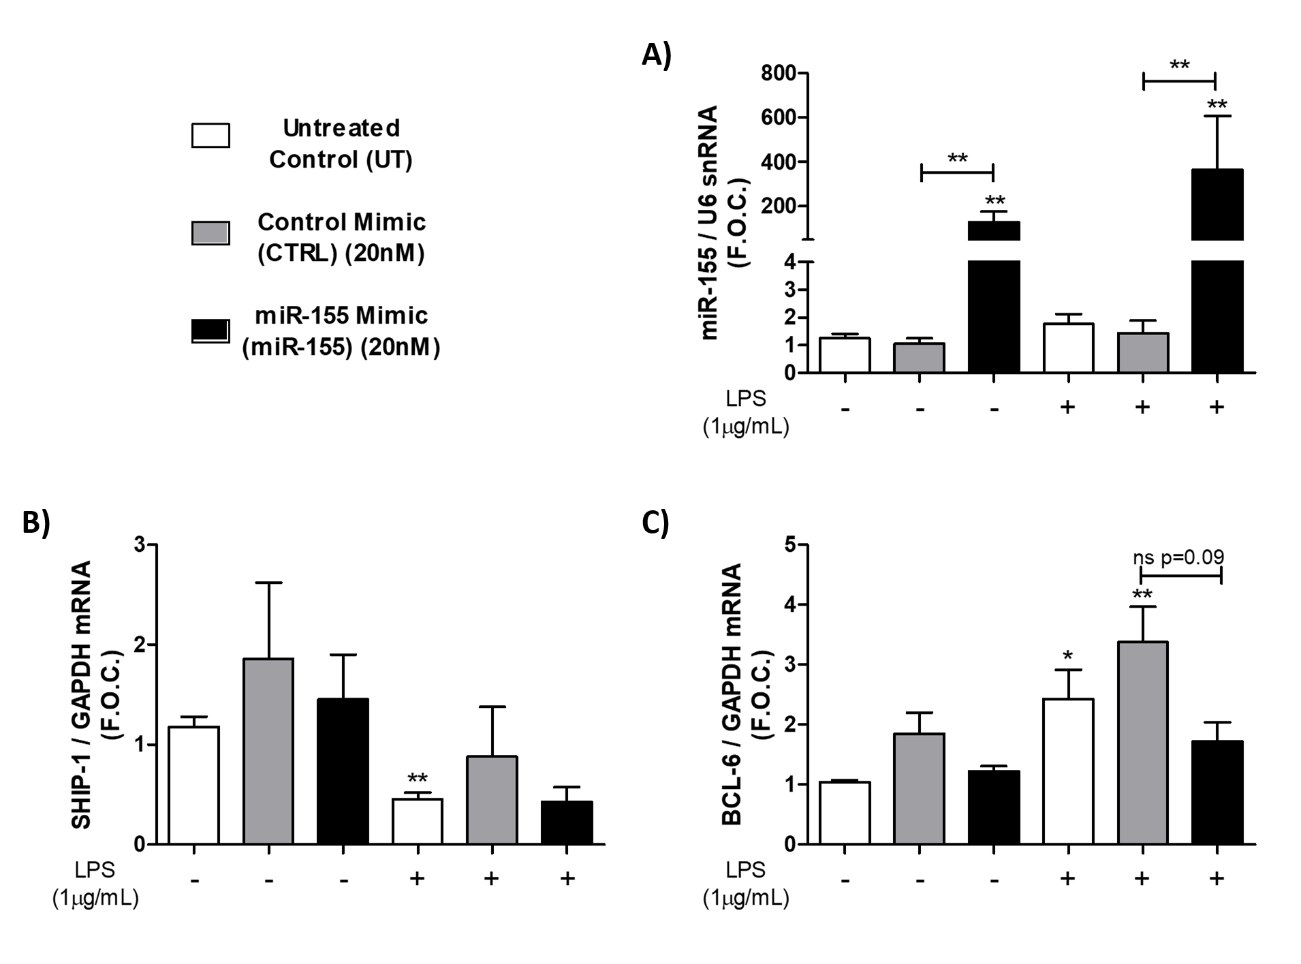 A)
Untreated
Control (UT)
Control Mimic
(CTRL) (20nM)
miR-155 Mimic
(miR-155) (20nM)
miR-155 / U6 snRNA
(F.O.C.)
800
600
400
200
4
3
2
1
0
**
**
**
**
LPS
(1µg/mL)
- - - + + +
B)
SHIP-1 / GAPDH mRNA
(F.O.C.)
3
2
1
0
**
LPS
(1µg/mL)
- - - + + +
C)
BCL-6 / GAPDH mRNA
(F.O.C.)
5
4
3
2
1
0
ns p=0.09
**
*
LPS
(1µg/mL)
- - - + + +